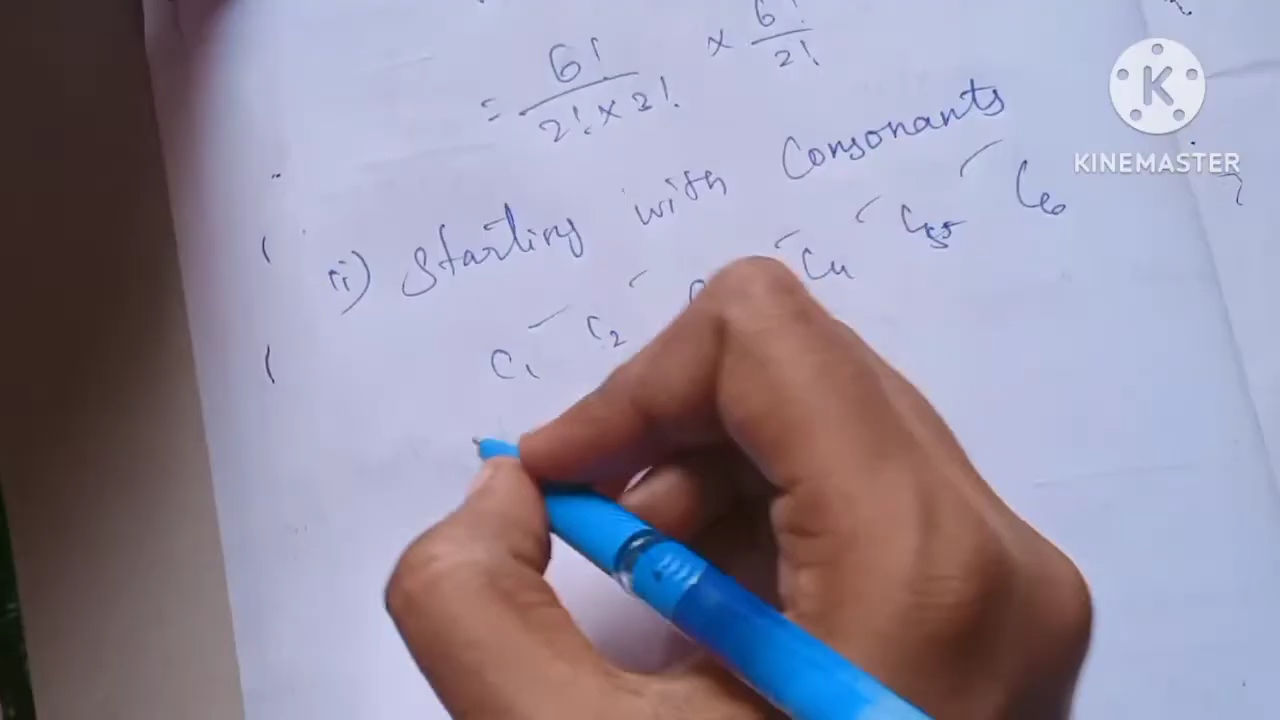 = 6! / 2! × 2! × 6! / 2!
ii) Starting with Consonants
C1 – C2 – C – C4 – C5 – C6
K
KINEMASTER